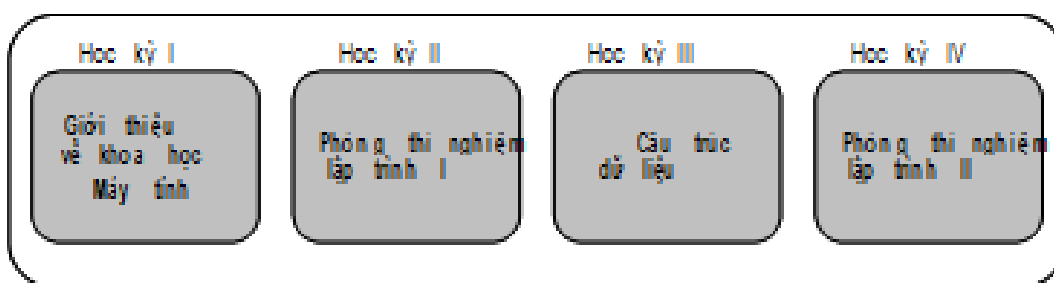 Học kỳ I
Giới thiệu
về khoa học
Máy tính
Học kỳ II
Phòng thí nghiệm
lập trình I
Học kỳ III
Cấu trúc
dữ liệu
Học kỳ IV
Phòng thí nghiệm
lập trình II